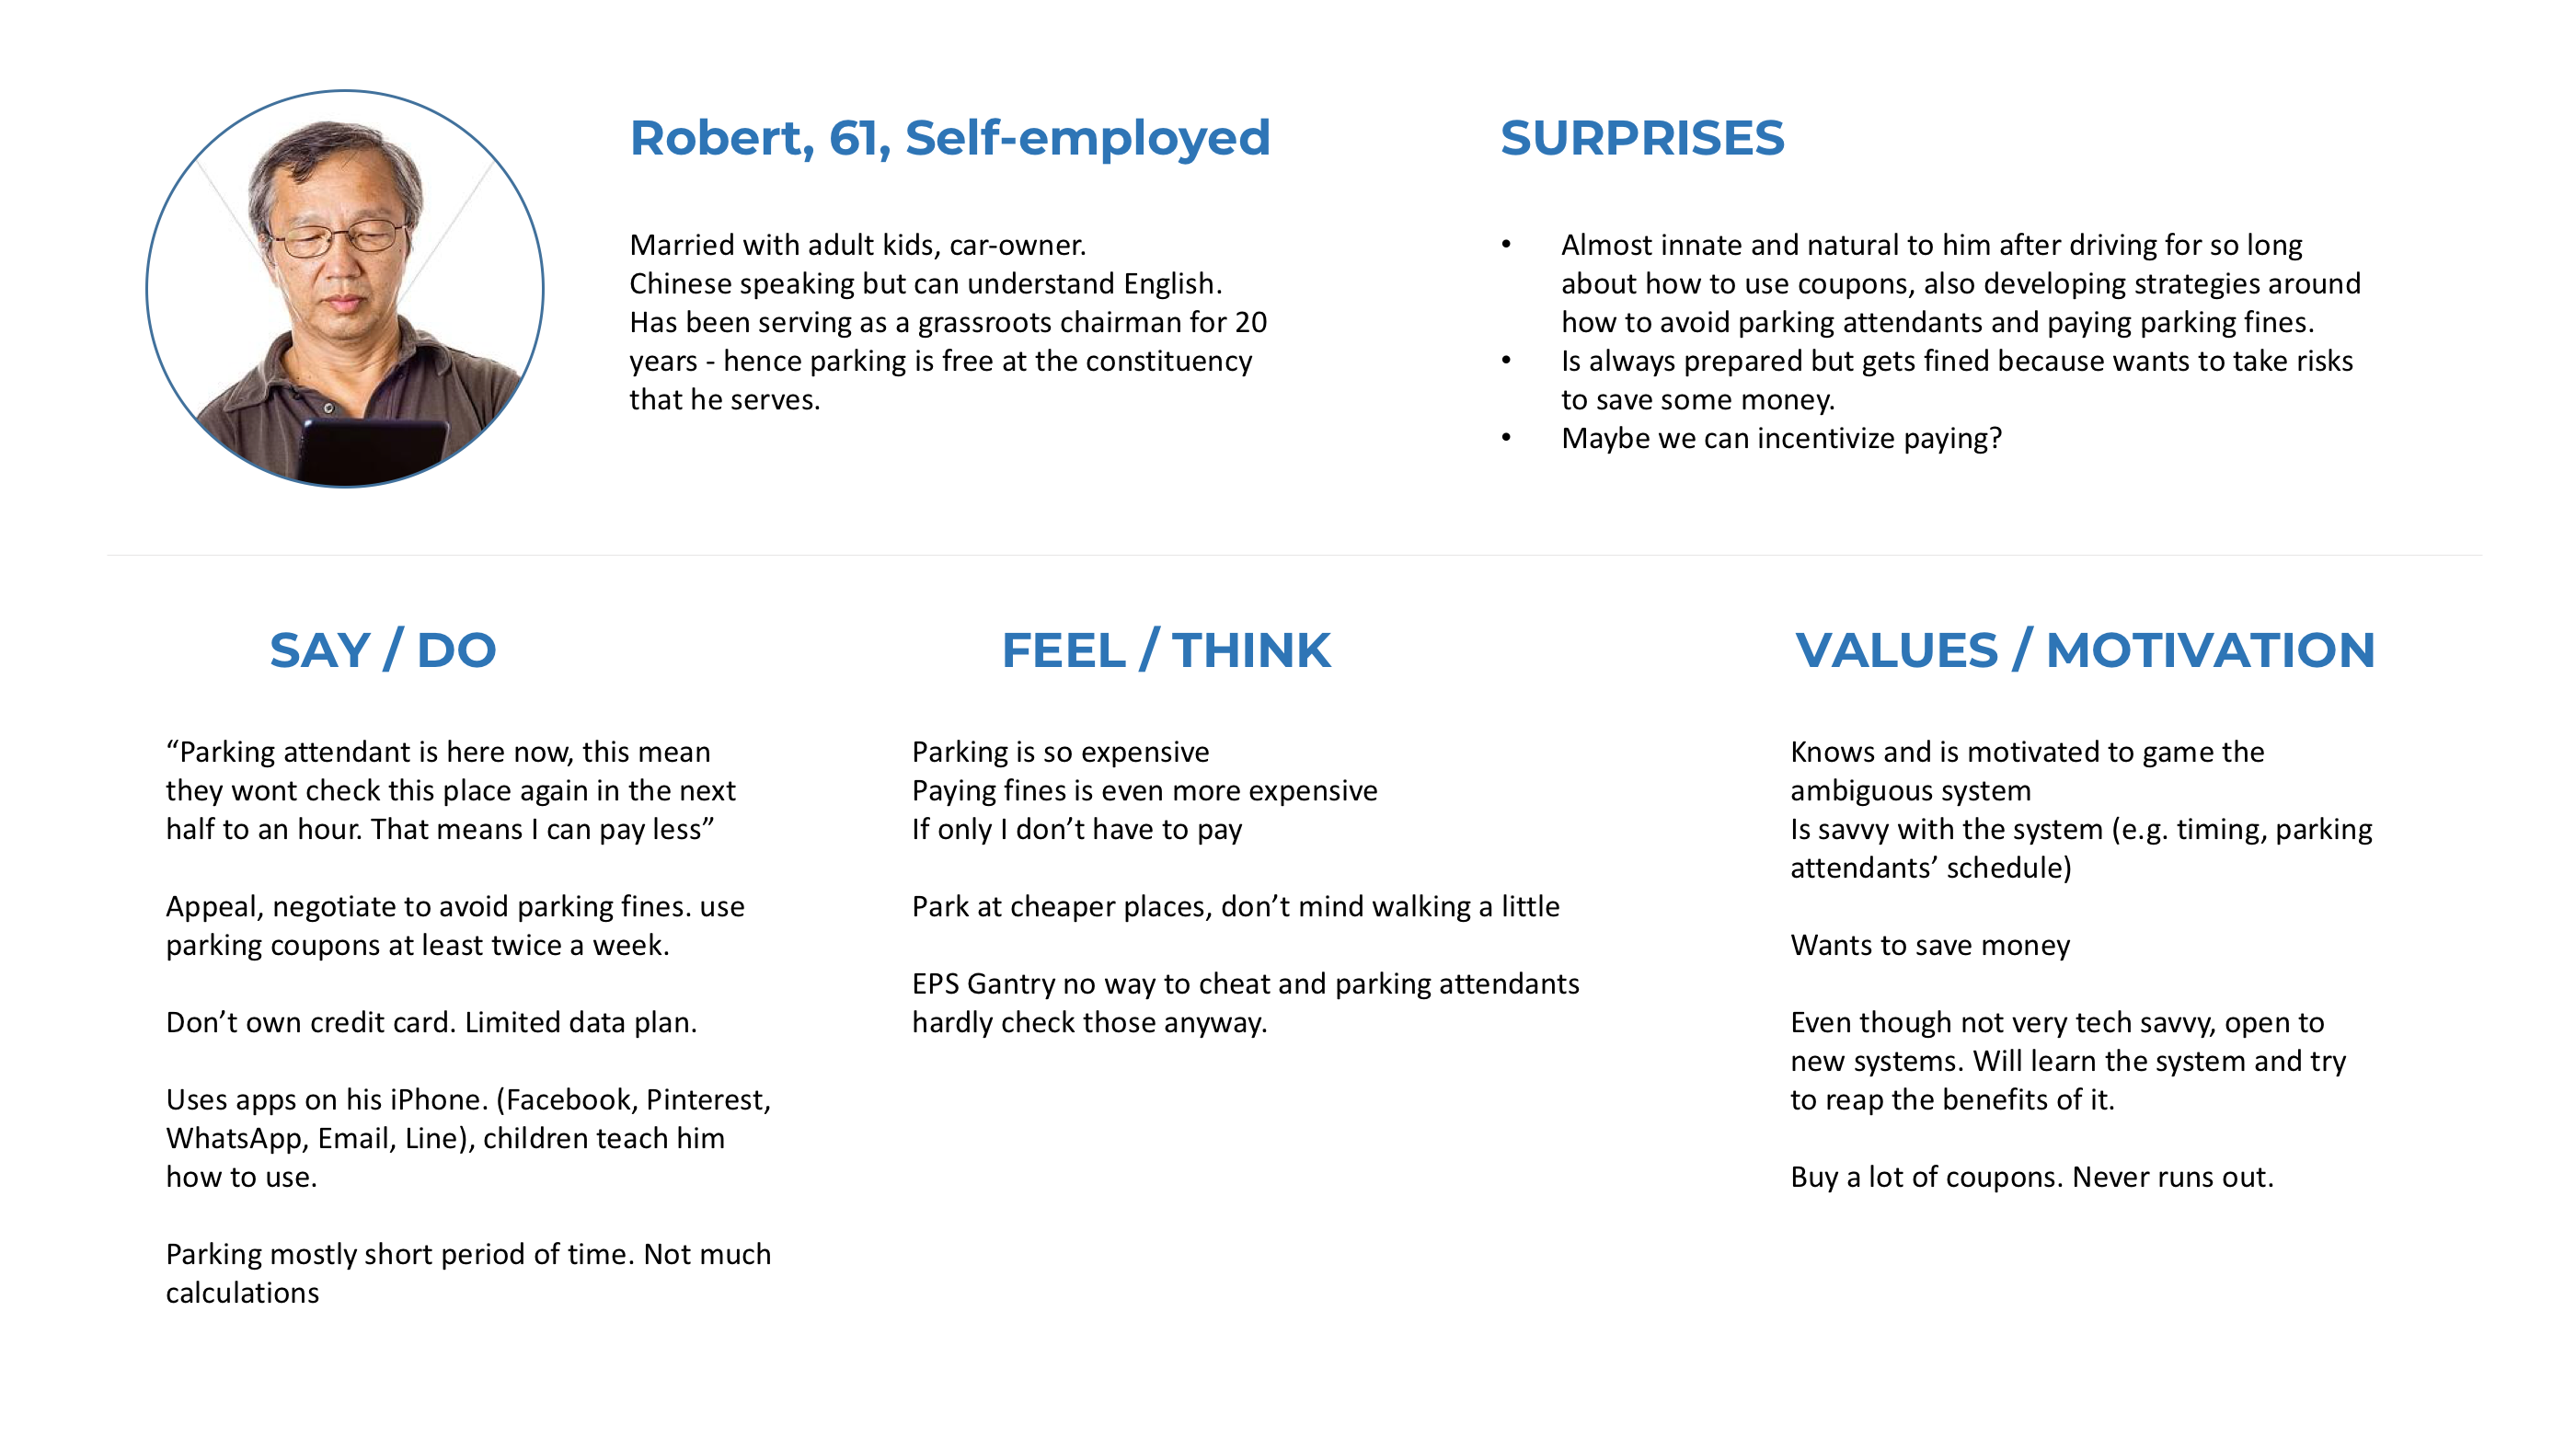 Robert, 61, Self-employed
Married with adult kids, car-owner.
Chinese speaking but can understand English.
Has been serving as a grassroots chairman for 20
years - hence parking is free at the constituency
that he serves.
SURPRISES
• Almost innate and natural to him after driving for so long
about how to use coupons, also developing strategies around
how to avoid parking attendants and paying parking fines.
• Is always prepared but gets fined because wants to take risks
to save some money.
• Maybe we can incentivize paying?
SAY / DO
“Parking attendant is here now, this mean
they wont check this place again in the next
half to an hour. That means I can pay less”
Appeal, negotiate to avoid parking fines. use
parking coupons at least twice a week.
Don’t own credit card. Limited data plan.
Uses apps on his iPhone. (Facebook, Pinterest,
WhatsApp, Email, Line), children teach him
how to use.
Parking mostly short period of time. Not much
calculations
FEEL / THINK
Parking is so expensive
Paying fines is even more expensive
If only I don’t have to pay
Park at cheaper places, don’t mind walking a little
EPS Gantry no way to cheat and parking attendants
hardly check those anyway.
VALUES / MOTIVATION
Knows and is motivated to game the
ambiguous system
Is savvy with the system (e.g. timing, parking
attendants’ schedule)
Wants to save money
Even though not very tech savvy, open to
new systems. Will learn the system and try
to reap the benefits of it.
Buy a lot of coupons. Never runs out.